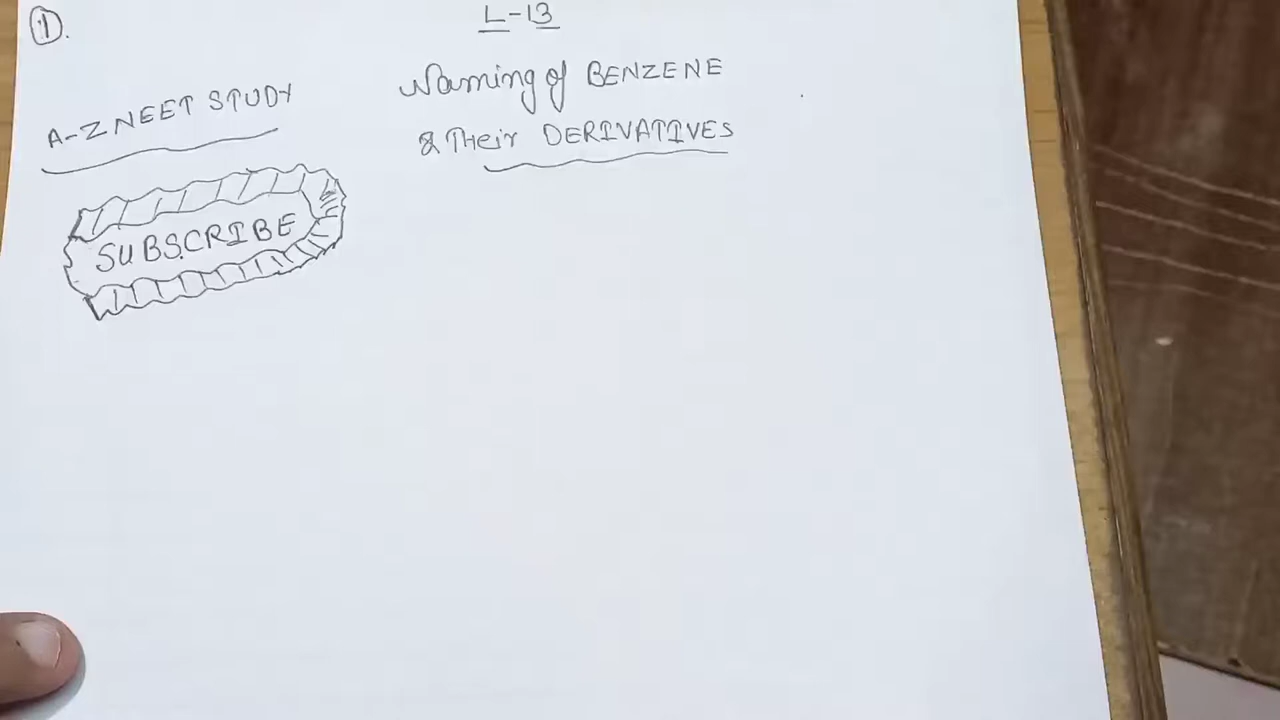 ①.
L-13
Naming of BENZENE
& Their DERIVATIVES
A-Z NEET STUDY
SUBSCRIBE